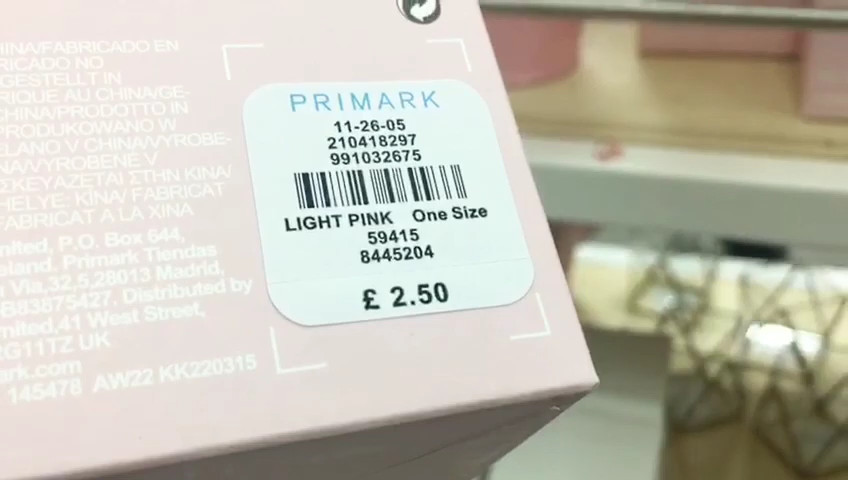 HINA/FABRICADO EN
RICADO NO
GESTELLT IN
RIQUE AU CHINA/GE-
CHINA/PRODOTTO IN
PRODUKOWANO W
ELANO V CHINA/VYROBE-
NA/VYROBENE V
ΣΚΕΥΑΖΕΤΑΙ ΣΤΗΝ ΚΙΝΑ/
HELYE: KÍNA/ FABRICAT
FABRICAT A LA XINA
mited, P.O. Box 644,
eland, Primark Tiendas
Via,32,5,28013 Madrid,
B83875427. Distributed by
mited,41 West Street,
RG11TZ UK
ark.com
145478 AW22 KK220315
PRIMARK
11-26-05
210418297
991032675
LIGHT PINK One Size
59415
8445204
£ 2.50